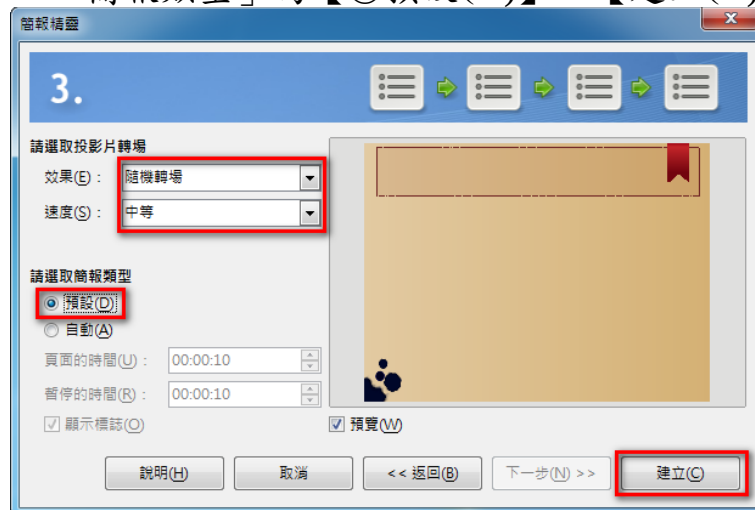 簡報精靈
3.
請選取投影片轉場
效果(E)： 隨機轉場
速度(S)： 中等
請選取簡報類型
預設(D)
自動(A)
頁面的時間(U)： 00:00:10
暫停的時間(R)： 00:00:10
顯示標誌(O)
預覽(W)
說明(H) 取消 << 返回(B) 下一步(N) >> 建立(C)